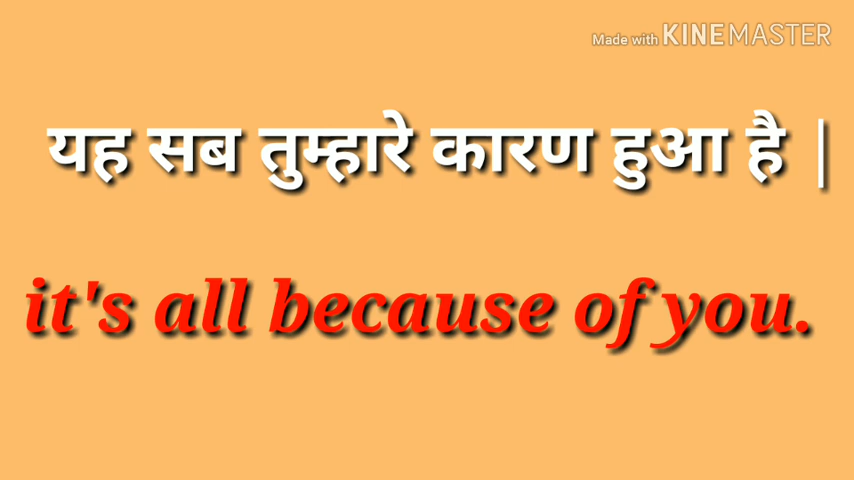 Made with KINEMASTER
यह सब तुम्हारे कारण हुआ है |
it's all because of you.